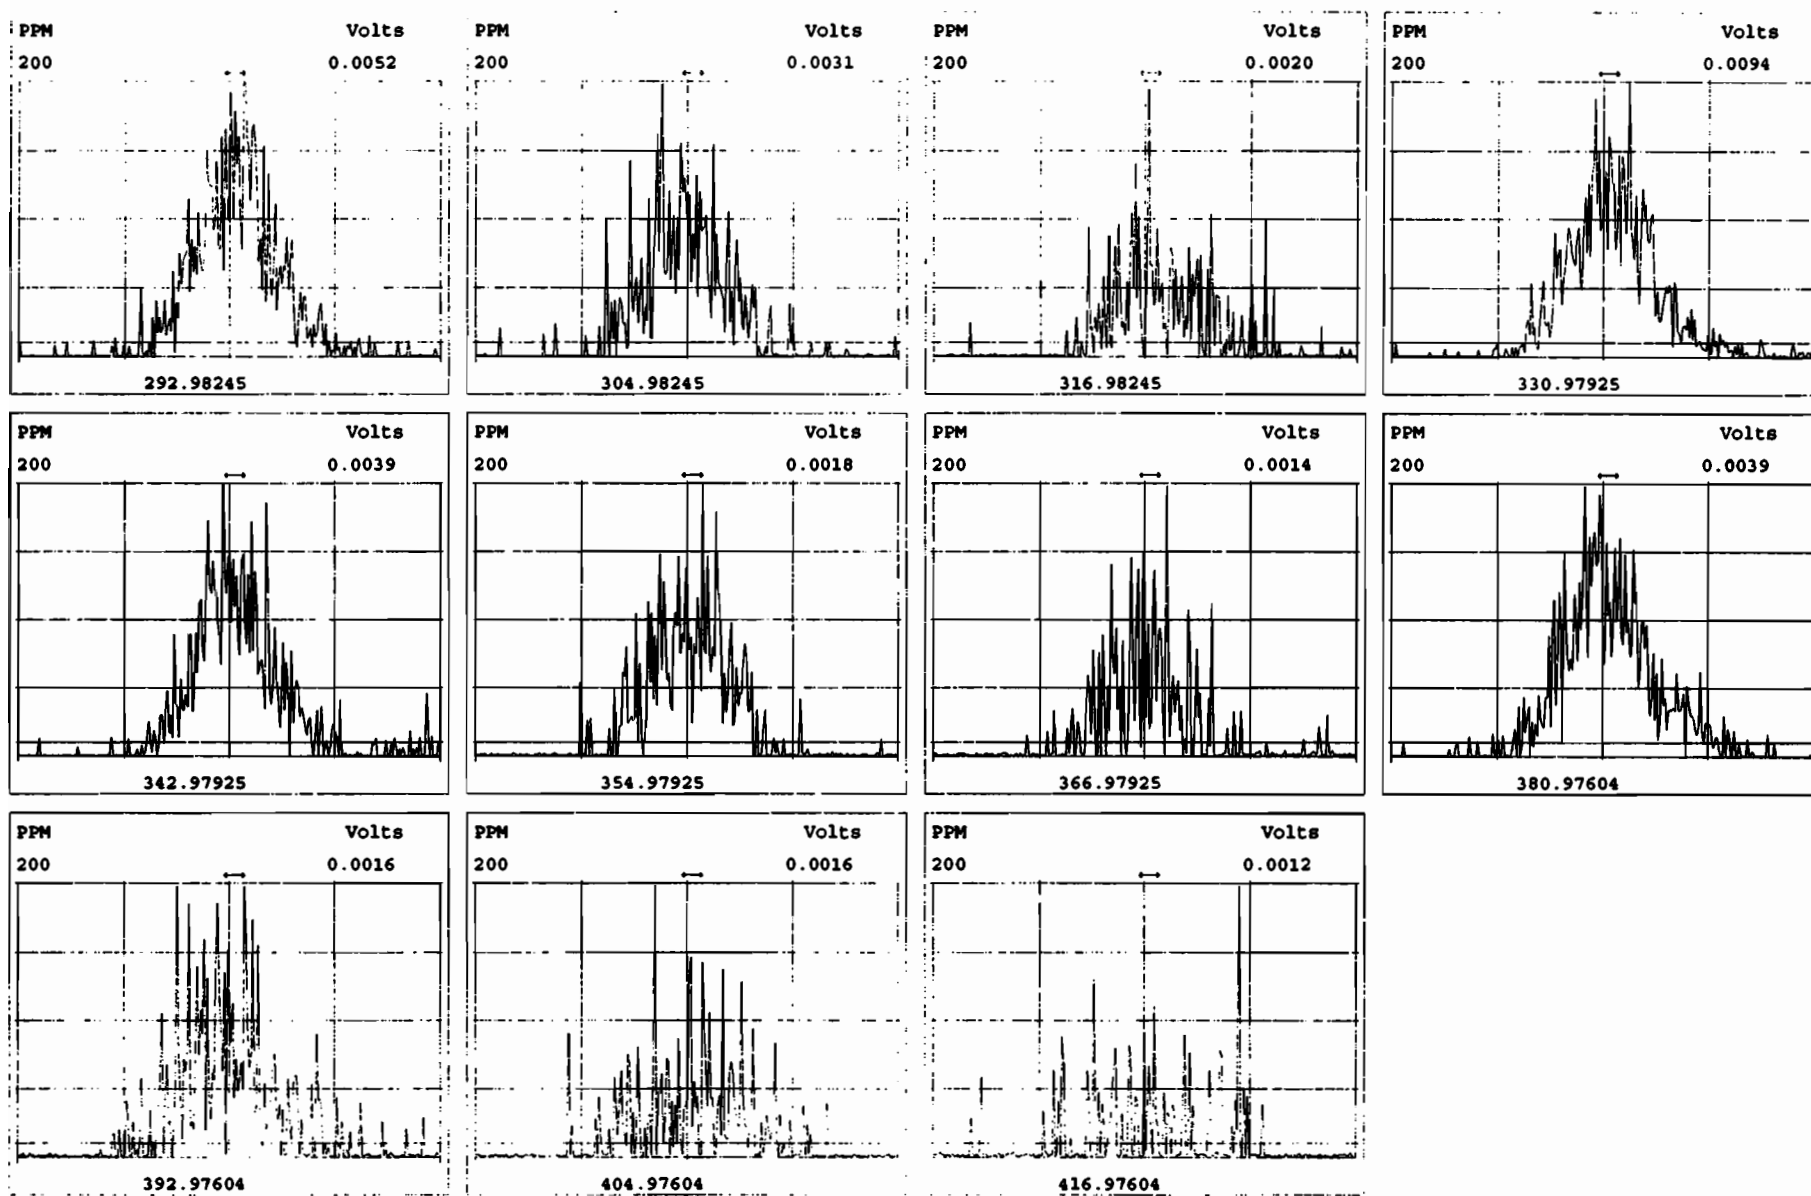 PPM Volts
200 0.0052
292.98245
PPM Volts
200 0.0031
304.98245
PPM Volts
200 0.0020
316.98245
PPM Volts
200 0.0094
330.97925
PPM Volts
200 0.0039
342.97925
PPM Volts
200 0.0018
354.97925
PPM Volts
200 0.0014
366.97925
PPM Volts
200 0.0039
380.97604
PPM Volts
200 0.0016
392.97604
PPM Volts
200 0.0016
404.97604
PPM Volts
200 0.0012
416.97604